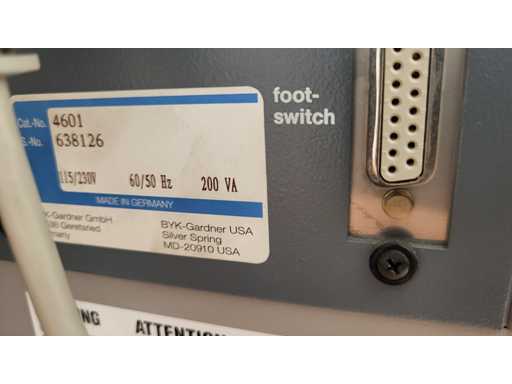 Cat.-No. 4601
S.-No. 638126
115/230V 60/50 Hz 200 VA
MADE IN GERMANY
K-Gardner GmbH
Geretsried
many
BYK-Gardner USA
Silver Spring
MD-20910 USA
foot-
switch
ATTENTION